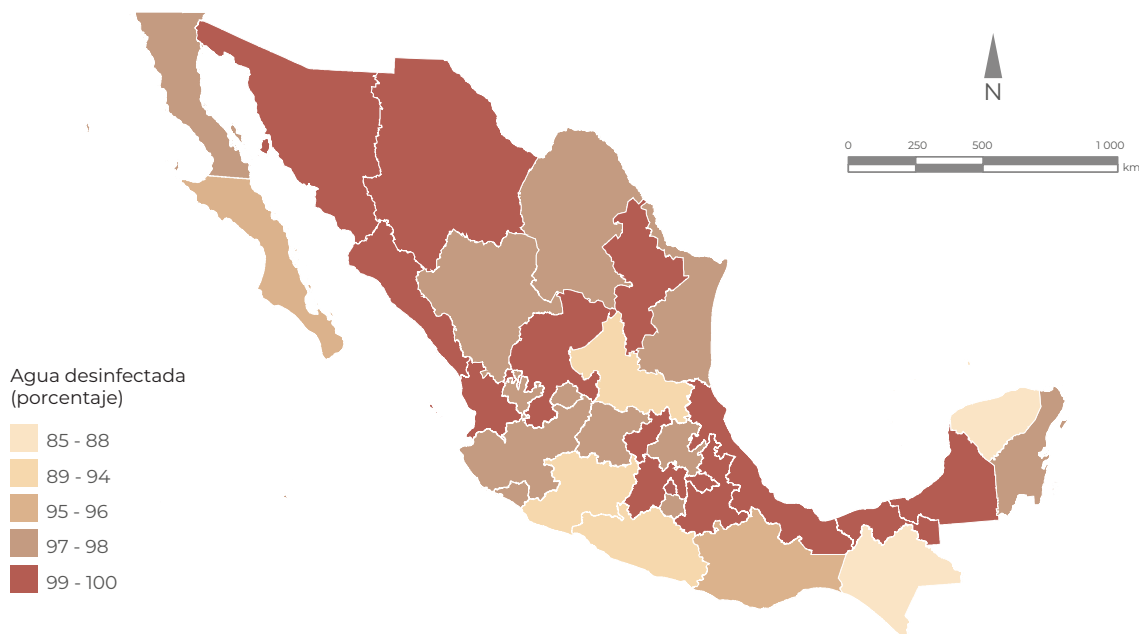 N
0 250 500 1 000
km
Agua desinfectada
(porcentaje)
85 - 88
89 - 94
95 - 96
97 - 98
99 - 100